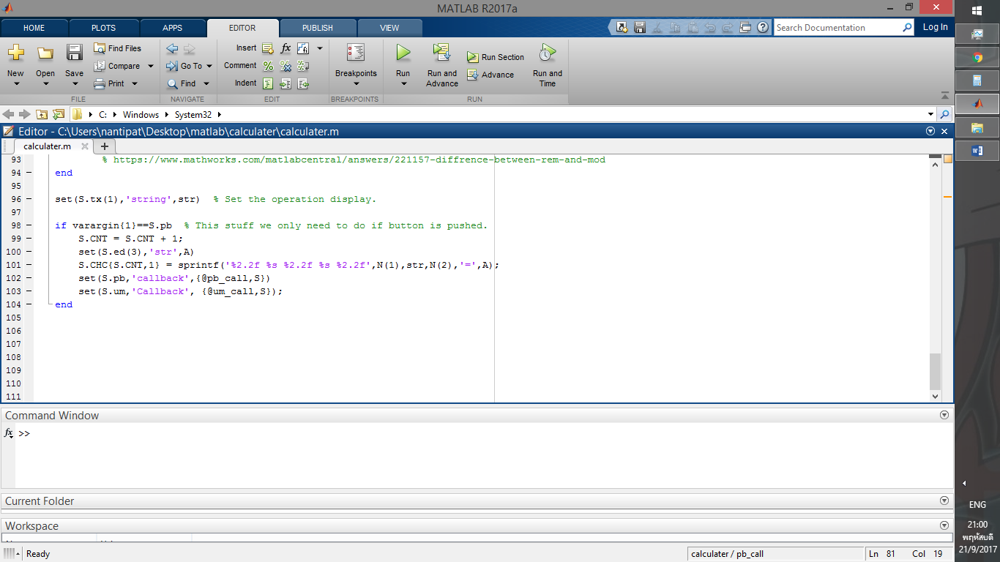 MATLAB R2017a
HOME PLOTS APPS EDITOR PUBLISH VIEW
Search Documentation
Log In
New Open Save
Find Files
Compare
Print
FILE
Go To
Find
NAVIGATE
Insert fx
Comment
Indent
EDIT
Breakpoints
BREAKPOINTS
Run
Run and Advance
Run Section
Advance
Run and Time
RUN
C: Windows System32
Editor - C:\Users\nantipat\Desktop\matlab\calculater\calculater.m
calculater.m
93 % https://www.mathworks.com/matlabcentral/answers/221157-diffrence-between-rem-and-mod
94 end
95
96 set(S.tx(1),'string',str)  % Set the operation display.
97
98 if varargin{1}==S.pb  % This stuff we only need to do if button is pushed.
99 S.CNT = S.CNT + 1;
100 set(S.ed(3),'str',A)
101 S.CHC{S.CNT,1} = sprintf('%2.2f %s %2.2f %s %2.2f',N(1),str,N(2),'=',A);
102 set(S.pb,'callback',{@pb_call,S})
103 set(S.um,'Callback', {@um_call,S});
104 end
105
106
107
108
109
110
111
Command Window
fx >>
Current Folder
Workspace
Ready
calculater / pb_call
Ln 81 Col 19
ENG
21:00
พฤหัสบดี
21/9/2017